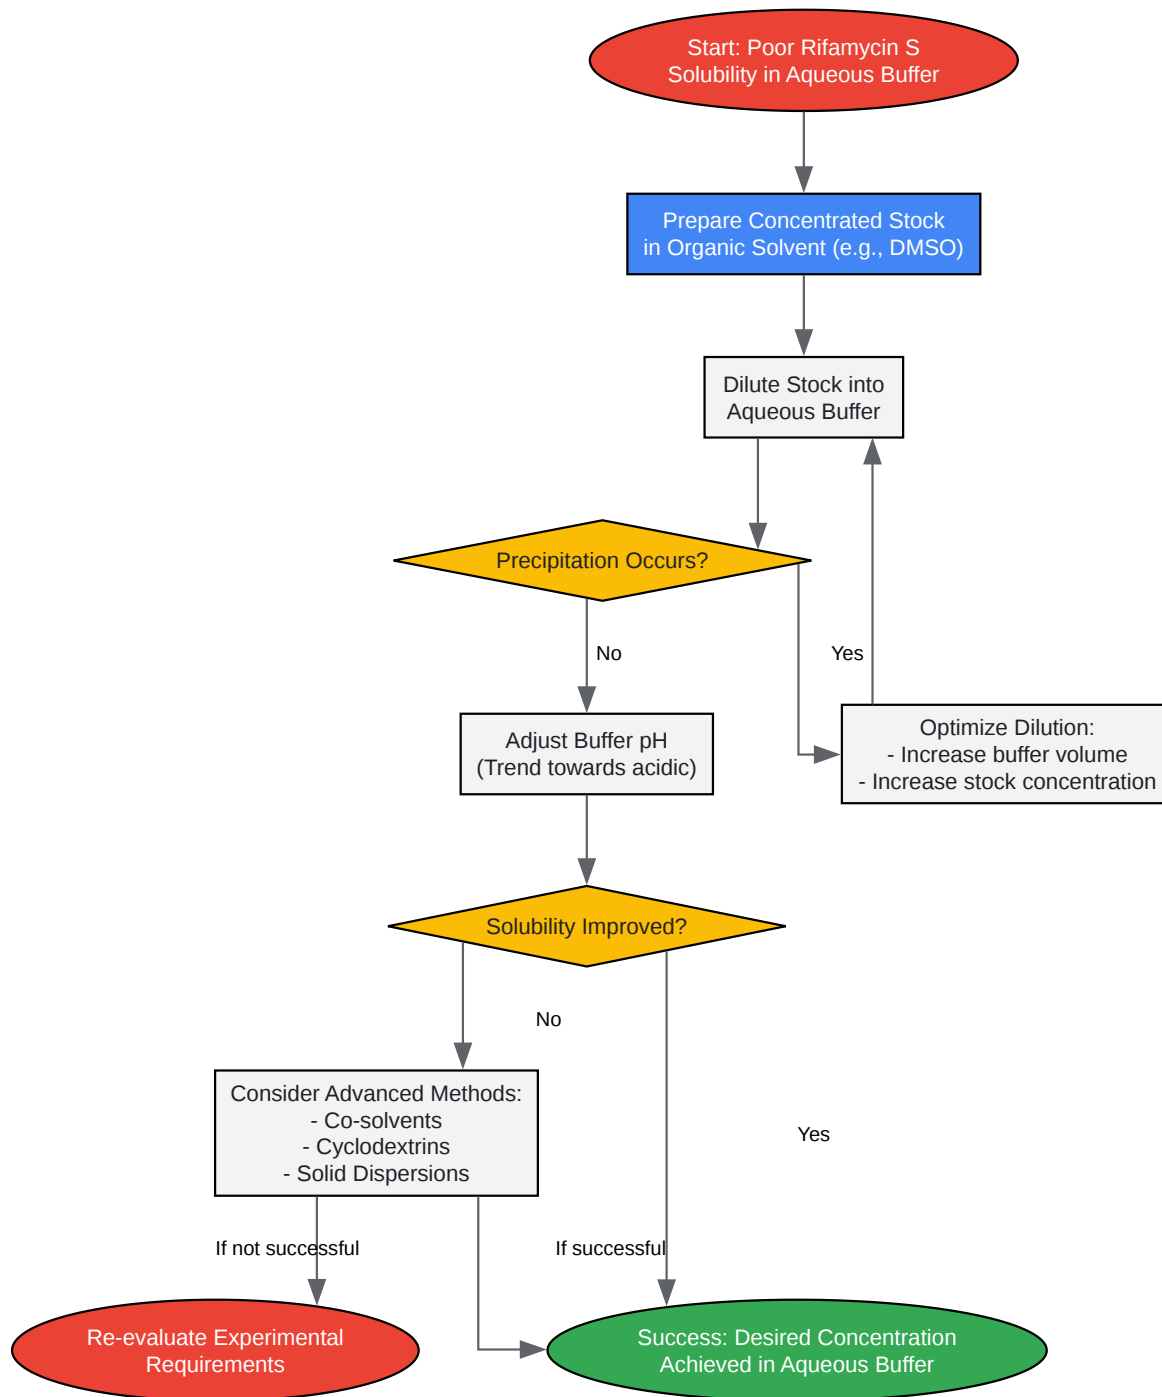 Start: Poor Rifamycin S
Solubility in Aqueous Buffer
Prepare Concentrated Stock
in Organic Solvent (e.g., DMSO)
Dilute Stock into
Aqueous Buffer
Precipitation Occurs?
No
Yes
Adjust Buffer pH
(Trend towards acidic)
Optimize Dilution:
- Increase buffer volume
- Increase stock concentration
Solubility Improved?
No
Yes
Consider Advanced Methods:
- Co-solvents
- Cyclodextrins
- Solid Dispersions
If not successful
If successful
Re-evaluate Experimental
Requirements
Success: Desired Concentration
Achieved in Aqueous Buffer